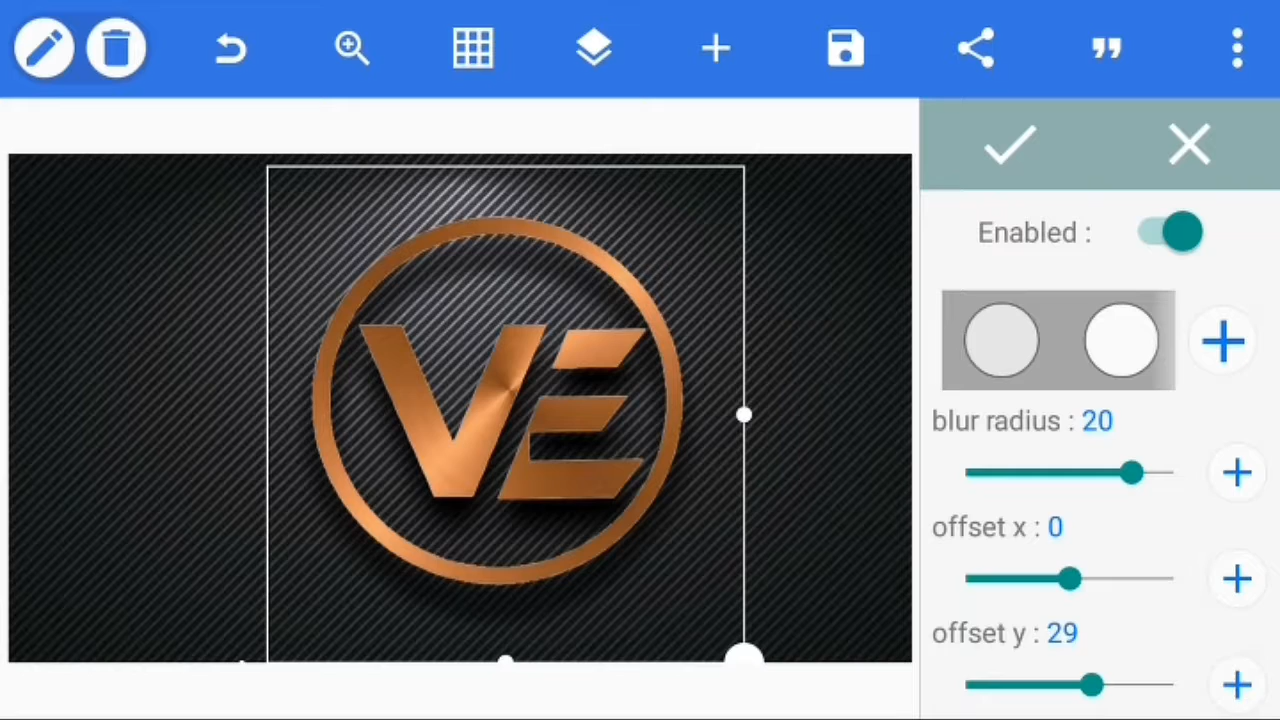 VE
Enabled :
blur radius : 20
offset x : 0
offset y : 29